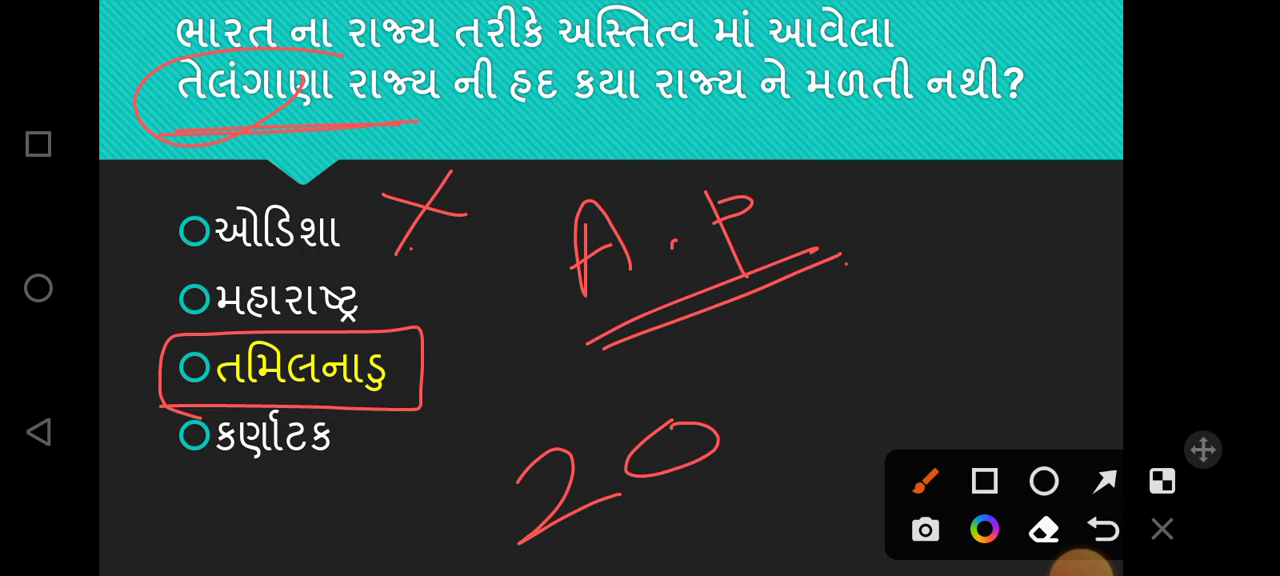 ભારત ના રાજ્ય તરીકે અસ્તિત્વ માં આવેલા
તેલંગાણા રાજ્ય ની હદ કયા રાજ્ય ને મળતી નથી?
ઓડિશા
મહારાષ્ટ્ર
તમિલનાડુ
કર્ણાટક
A.P
20